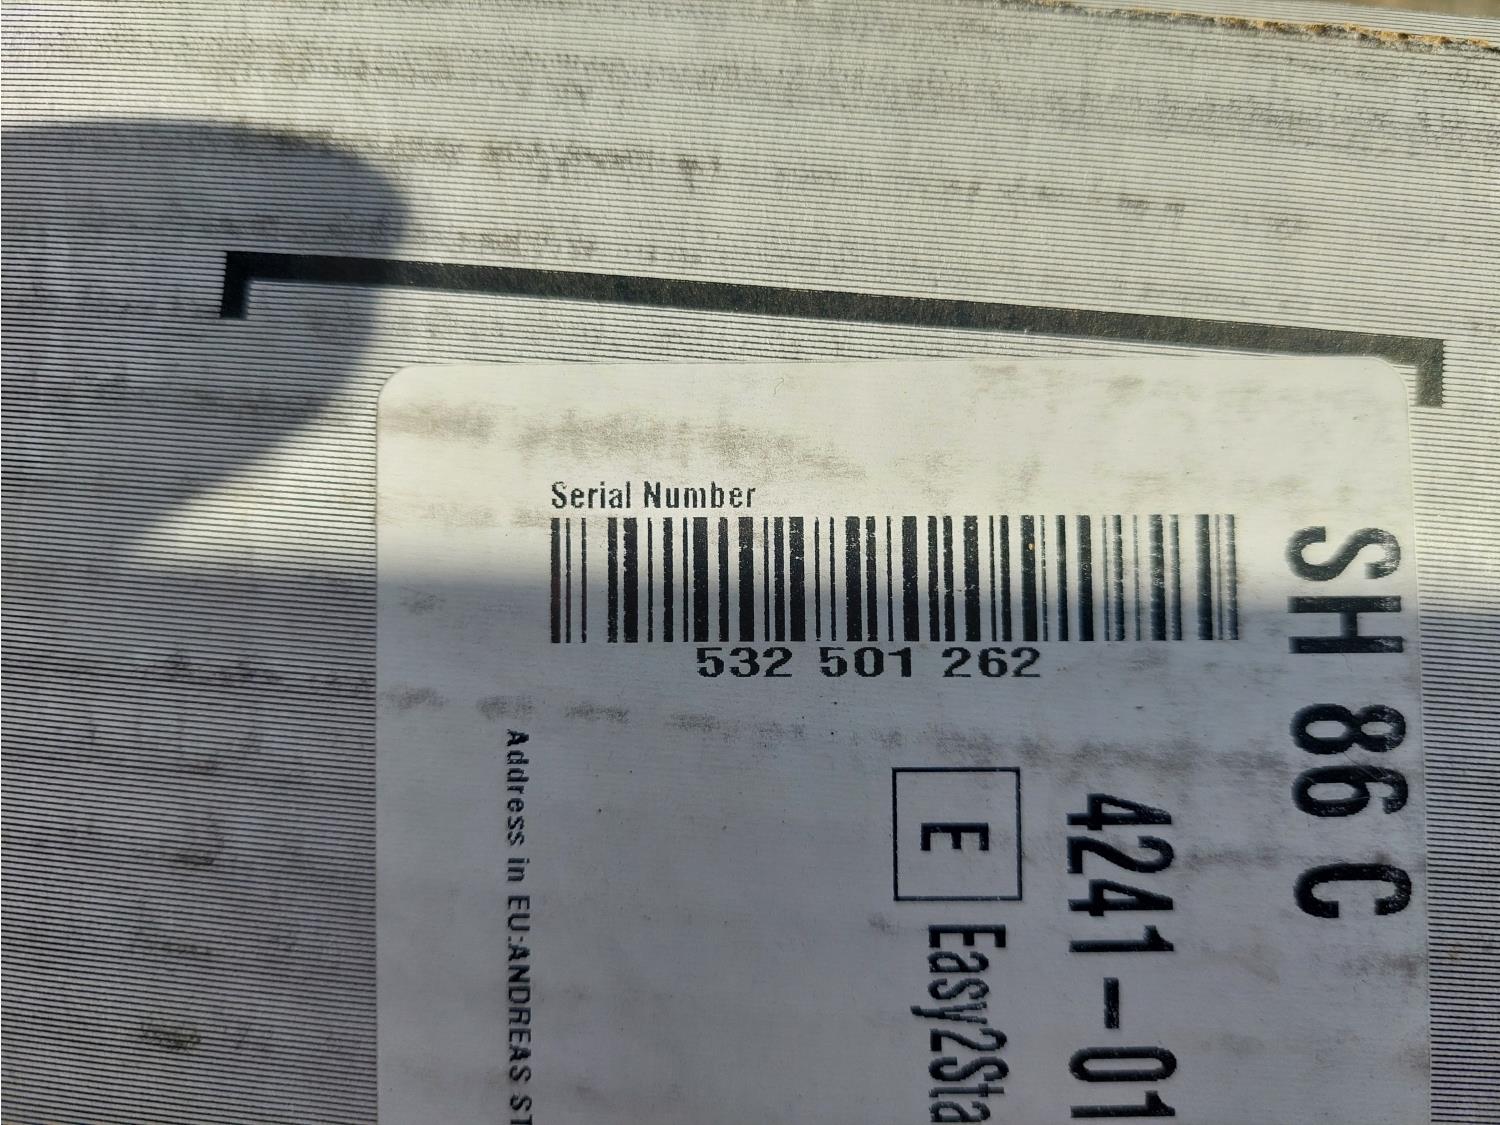 Serial Number
532 501 262
SH 86 C
4241-01
E Easy2Sta
Address in EU:ANDREAS ST